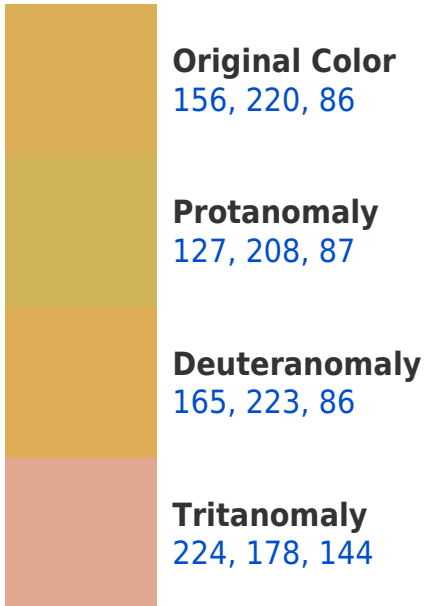 Original Color
156, 220, 86
Protanomaly
127, 208, 87
Deuteranomaly
165, 223, 86
Tritanomaly
224, 178, 144